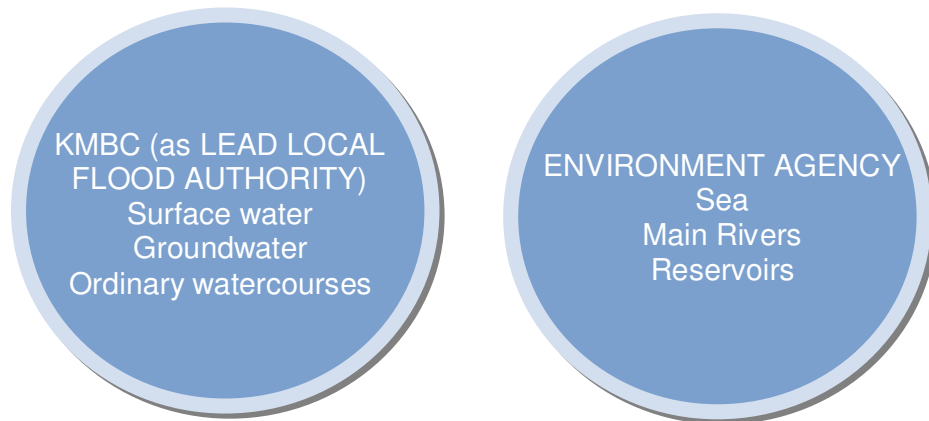 KMBC (as LEAD LOCAL
FLOOD AUTHORITY)
Surface water
Groundwater
Ordinary watercourses
ENVIRONMENT AGENCY
Sea
Main Rivers
Reservoirs